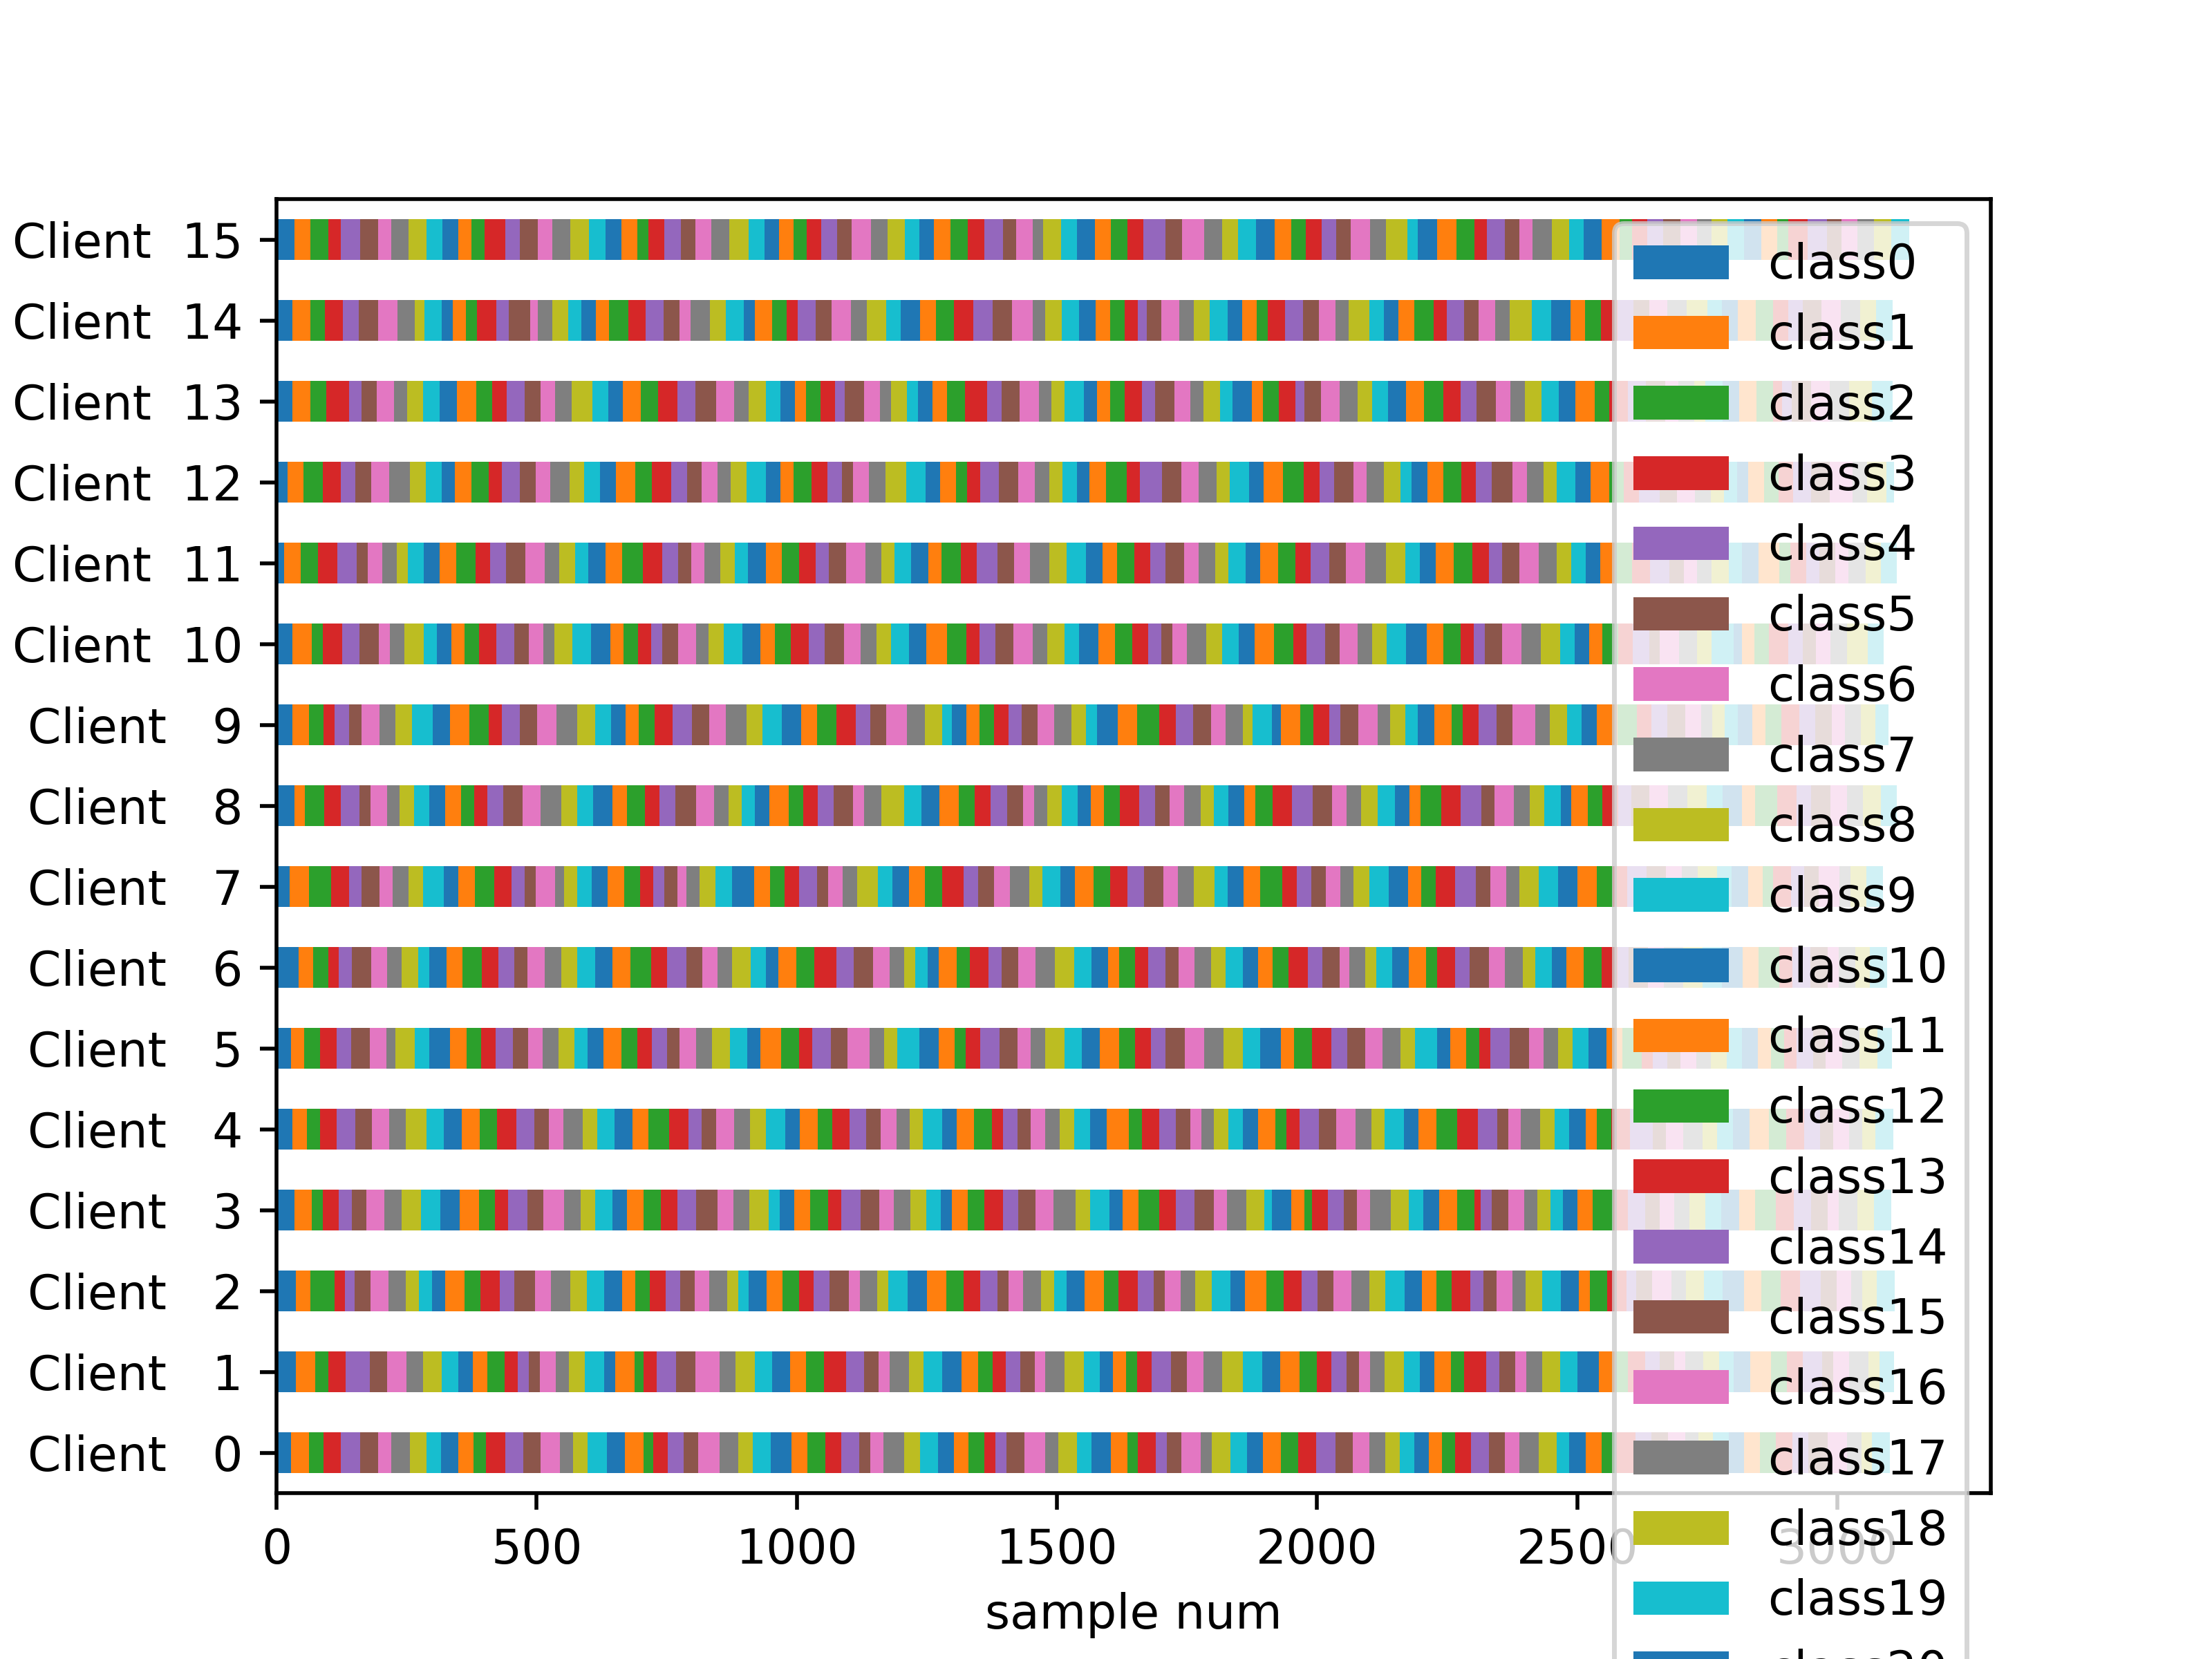 Client 15
Client 14
Client 13
Client 12
Client 11
Client 10
Client 9
Client 8
Client 7
Client 6
Client 5
Client 4
Client 3
Client 2
Client 1
Client 0
0 500 1000 1500 2000 2500 3000
sample num
class0
class1
class2
class3
class4
class5
class6
class7
class8
class9
class10
class11
class12
class13
class14
class15
class16
class17
class18
class19